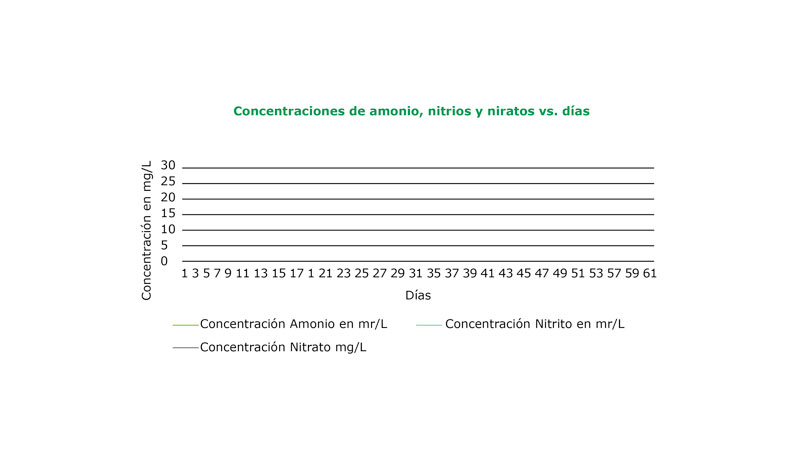 Concentraciones de amonio, nitrios y niratos vs. días
Concentración en mg/L
30
25
20
15
10
5
0
1 3 5 7 9 11 13 15 17 1 21 23 25 27 29 31 35 37 39 41 43 45 47 49 51 53 57 59 61
Días
Concentración Amonio en mr/L
Concentración Nitrito en mr/L
Concentración Nitrato mg/L